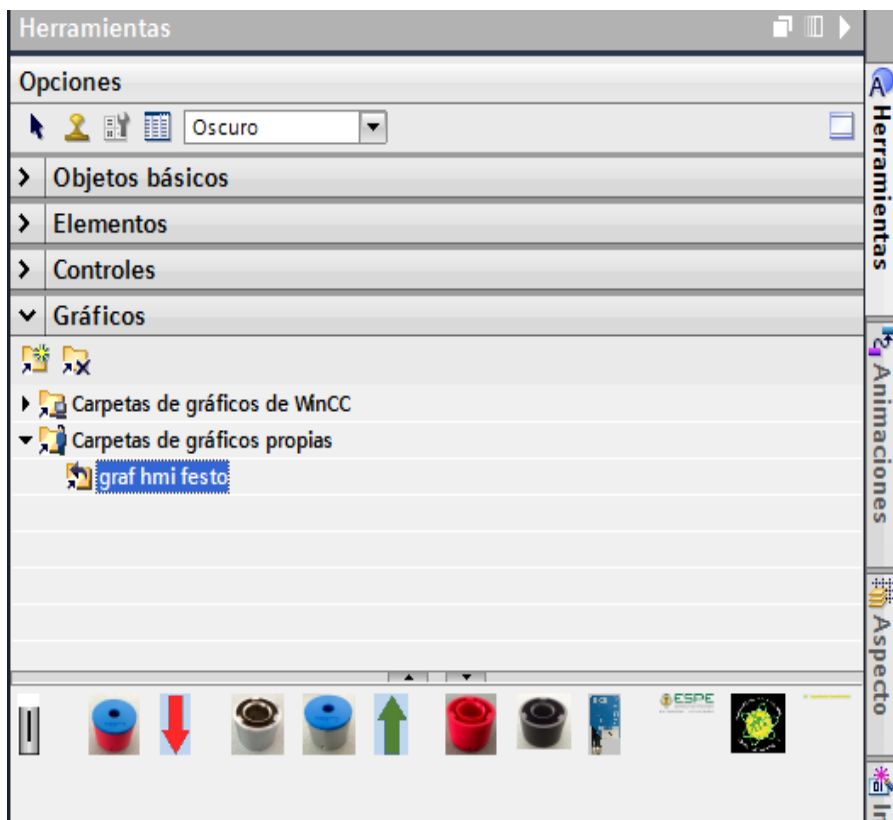 Herramientas
Opciones
Oscuro
Objetos básicos
Elementos
Controles
Gráficos
Carpetas de gráficos de WinCC
Carpetas de gráficos propias
graf hmi festo
ESPE
Herramientas
Animaciones
Aspecto
In